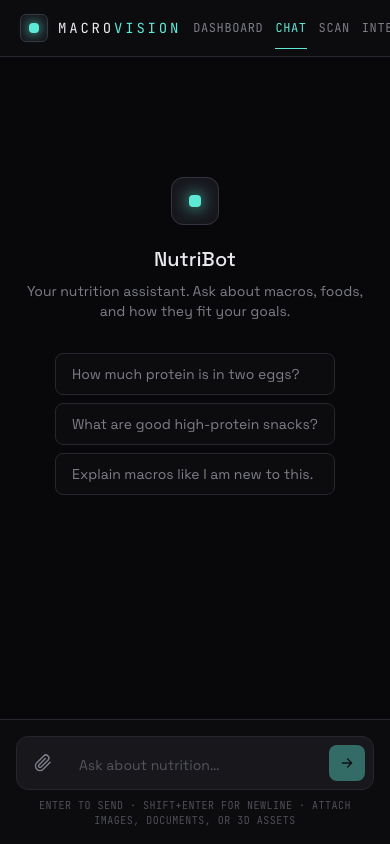 MACROVISION DASHBOARD CHAT SCAN INTE
NutriBot
Your nutrition assistant. Ask about macros, foods,
and how they fit your goals.
How much protein is in two eggs?
What are good high-protein snacks?
Explain macros like I am new to this.
Ask about nutrition…
ENTER TO SEND · SHIFT+ENTER FOR NEWLINE · ATTACH
IMAGES, DOCUMENTS, OR 3D ASSETS